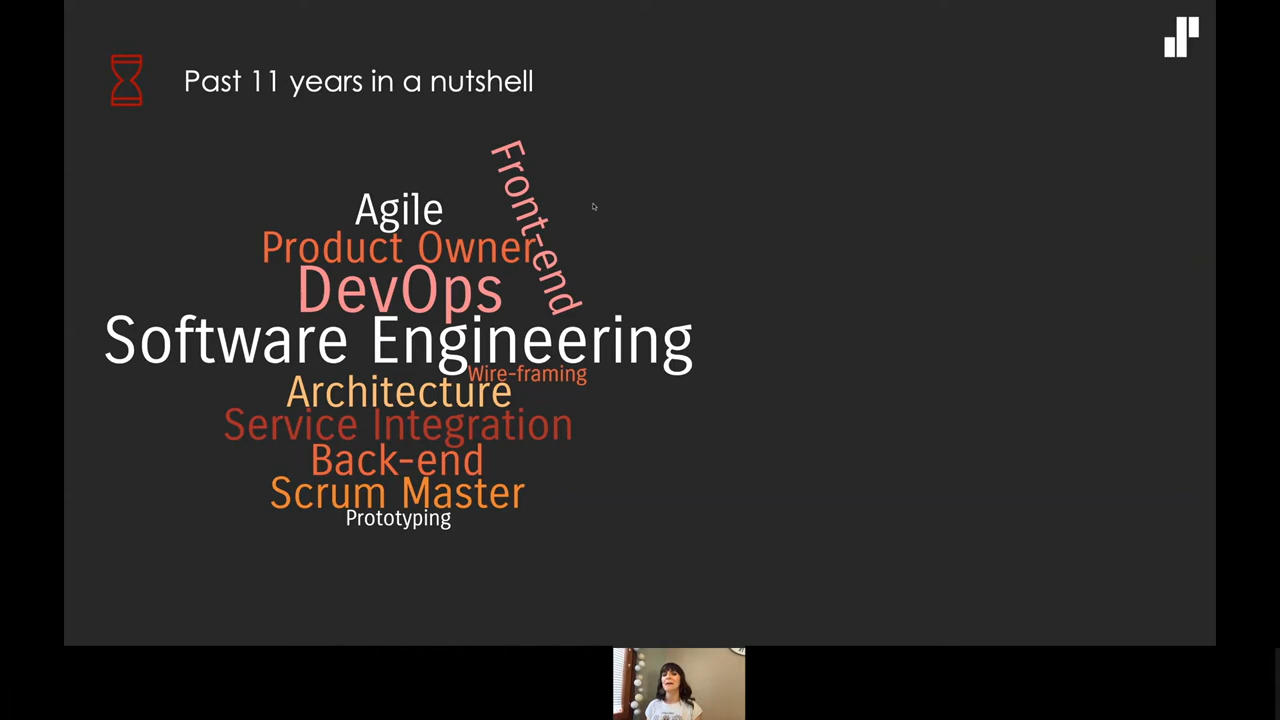 Past 11 years in a nutshell
Front-end
Agile
Product Owner
DevOps
Software Engineering
Wire-framing
Architecture
Service Integration
Back-end
Scrum Master
Prototyping